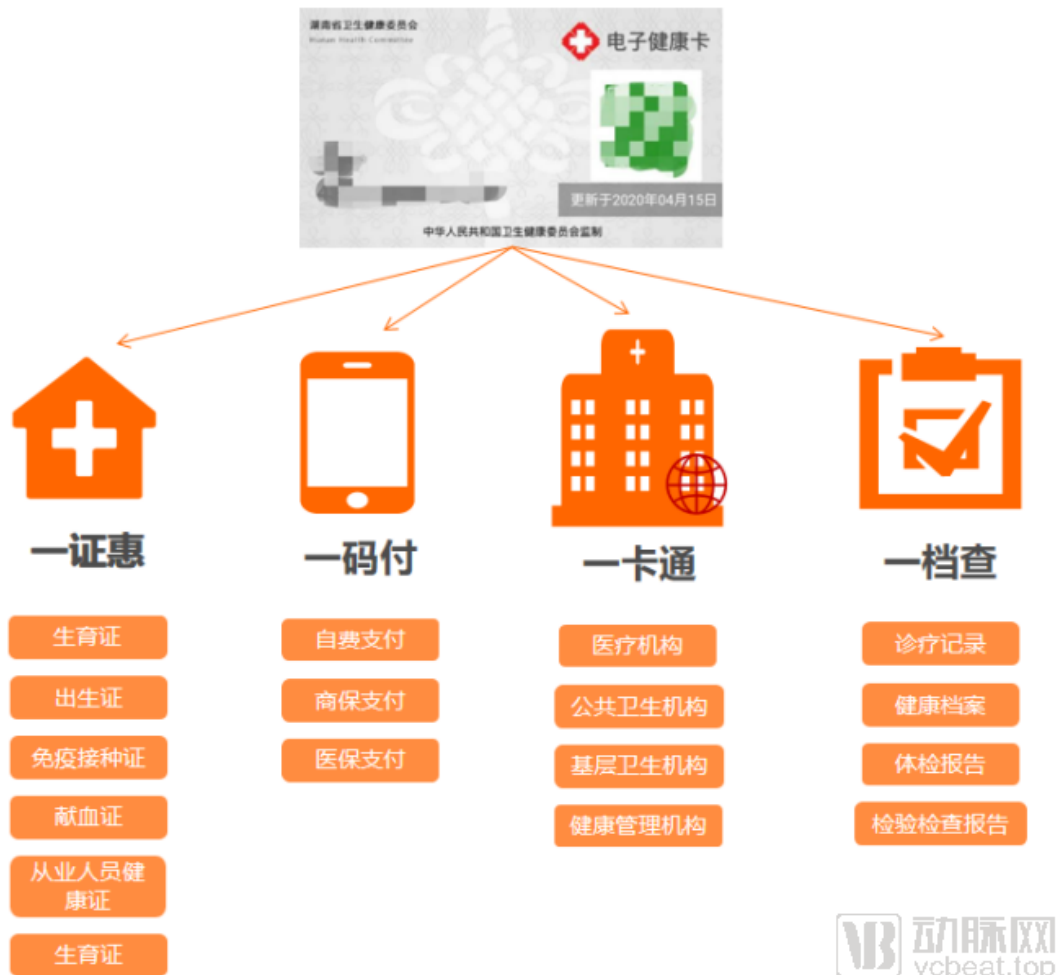 湖南省卫生健康委员会
Hunan Health Committee
电子健康卡
更新于2020年04月15日
中华人民共和国卫生健康委员会监制
一证惠
一码付
一卡通
一档查
生育证
出生证
免疫接种证
献血证
从业人员健
康证
生育证
自费支付
商保支付
医保支付
医疗机构
公共卫生机构
基层卫生机构
健康管理机构
诊疗记录
健康档案
体检报告
检验检查报告
动脉网
vcbeat.top